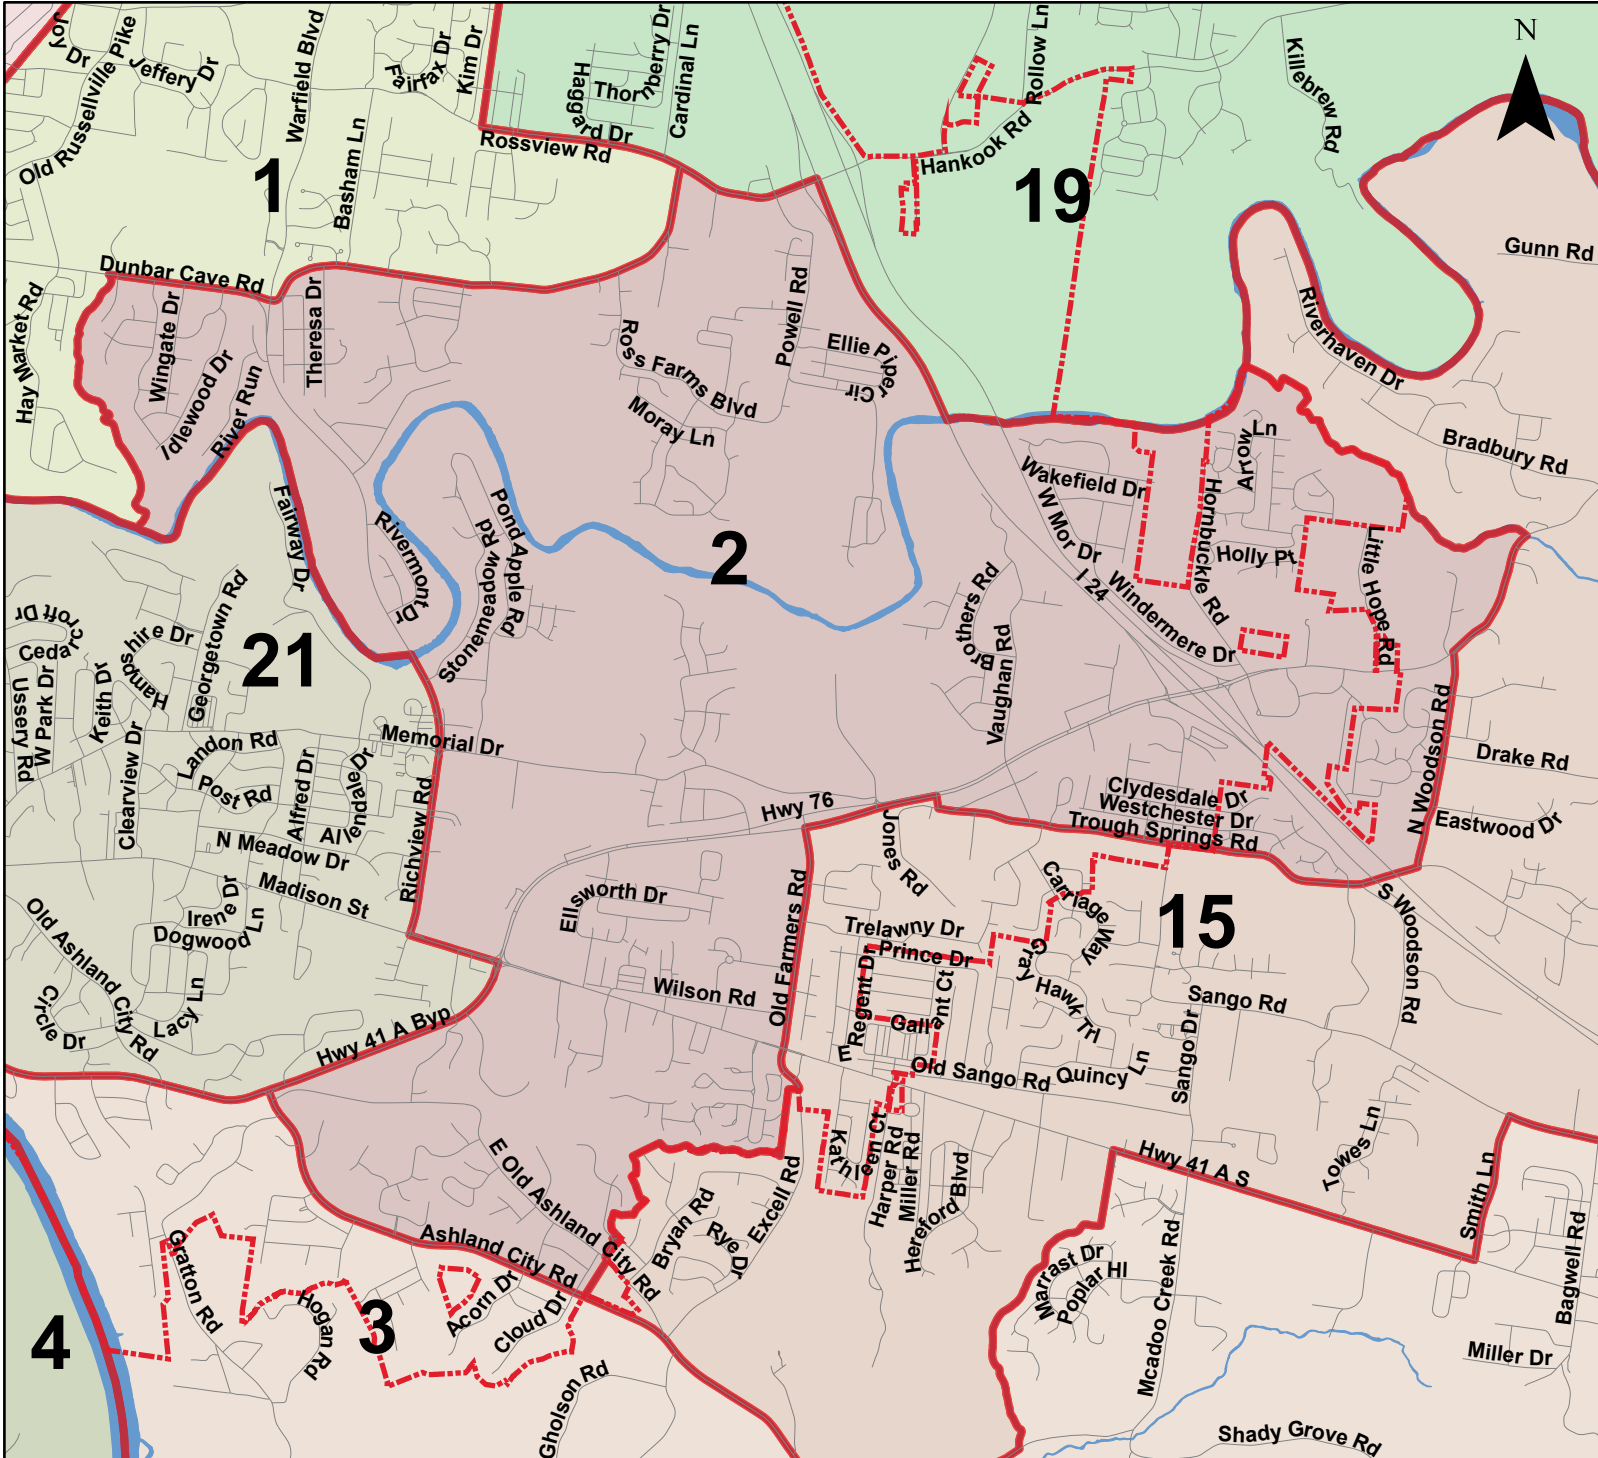 N
Joy Dr
Old Russellville Pike
Jeffery Dr
Warfield Blvd
Fairfax Dr
Kim Dr
Basham Ln
Rossview Rd
Haggard Dr
Thornberry Dr
Cardinal Ln
Rollow Ln
Hankook Rd
Killebrew Rd
Gunn Rd
1
19
Dunbar Cave Rd
Hay Market Rd
Wingate Dr
Idlewood Dr
River Run
Theresa Dr
Ross Farms Blvd
Moray Ln
Powell Rd
Ellie Piper Cir
Riverhaven Dr
Bradbury Rd
Arrow Ln
Wakefield Dr
W Mor Dr
I 24
Windermere Dr
Hornbuckle Rd
Holly Pt
Little Hope Rd
Fairway Dr
Rivermont Dr
Pond Apple Rd
Stonemeadow Rd
2
Brothers Rd
Vaughan Rd
Cedarcroft Dr
Ussery Rd
W Park Dr
Keith Dr
Hampshire Dr
Georgetown Rd
21
Clearview Dr
Landon Rd
Post Rd
Alfred Dr
Allendale Dr
Memorial Dr
Richview Rd
N Meadow Dr
Madison St
Hwy 76
Clydesdale Dr
Westchester Dr
Trough Springs Rd
N Woodson Rd
Drake Rd
Eastwood Dr
Irene Dr
Dogwood Ln
Old Ashland City Rd
Circle Dr
Lacy Ln
Hwy 41 A Byp
Ellsworth Dr
Wilson Rd
Old Farmers Rd
Jones Rd
Trelawny Dr
Prince Dr
E Regent Dr
Gallant Ct
Carriage Way
Gray Hawk Trl
15
S Woodson Rd
Sango Rd
Sango Dr
Old Sango Rd
Quincy Ln
Kathleen Ct
Harper Rd
Miller Rd
Hereford Blvd
Excell Rd
Hwy 41 A S
Towes Ln
Smith Ln
Bagwell Rd
Miller Dr
E Old Ashland City Rd
Ashland City Rd
Bryan Rd
Rye Dr
Gratton Rd
Hogan Rd
3
4
Acorn Dr
Cloud Dr
Gholson Rd
Marrast Dr
Poplar Hl
Mcadoo Creek Rd
Shady Grove Rd